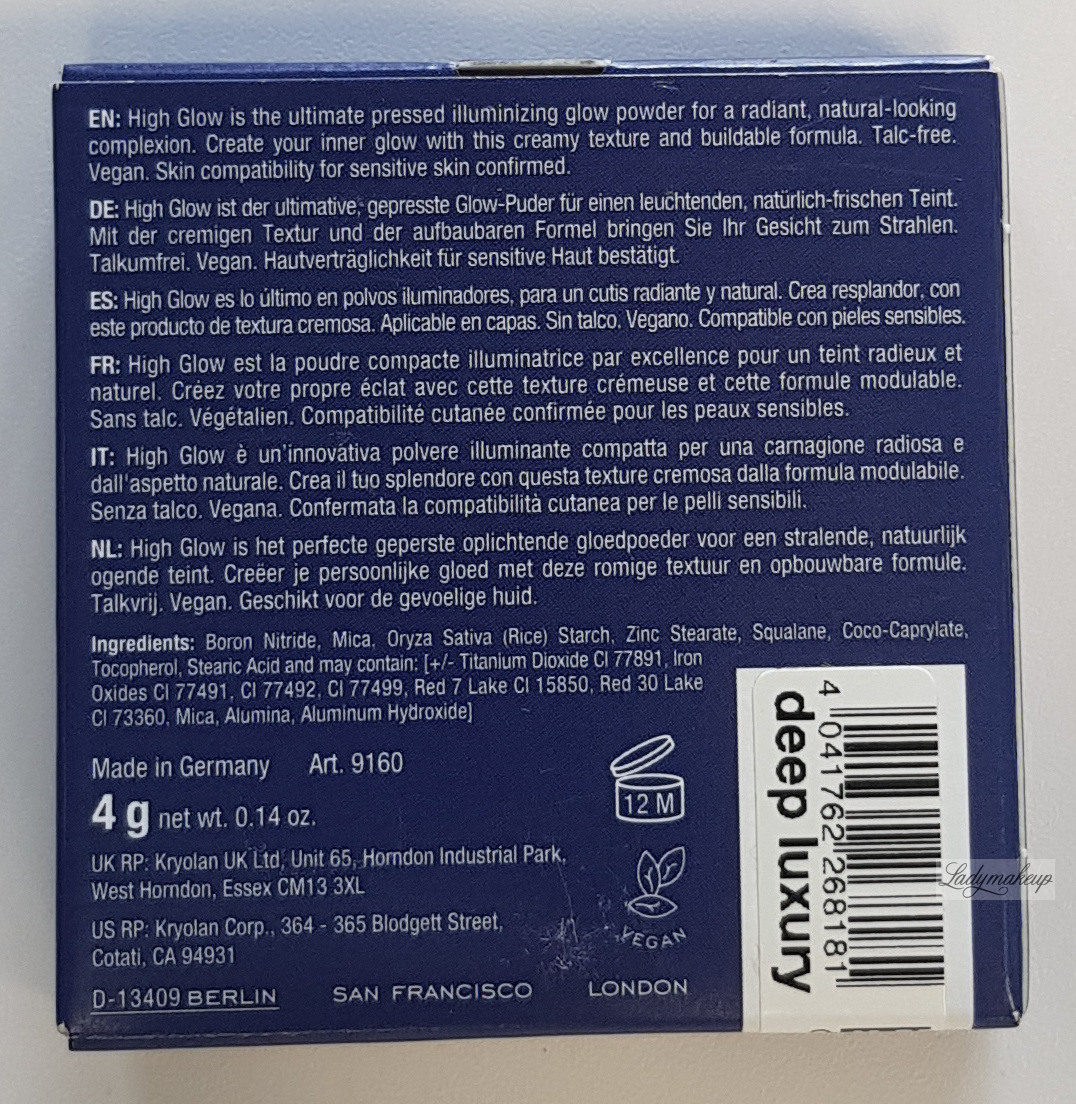 EN: High Glow is the ultimate pressed illuminizing glow powder for a radiant, natural-looking
complexion. Create your inner glow with this creamy texture and buildable formula. Talc-free.
Vegan. Skin compatibility for sensitive skin confirmed.
DE: High Glow ist der ultimative, gepresste Glow-Puder für einen leuchtenden, natürlich-frischen Teint.
Mit der cremigen Textur und der aufbaubaren Formel bringen Sie Ihr Gesicht zum Strahlen.
Talkumfrei. Vegan. Hautverträglichkeit für sensitive Haut bestätigt.
ES: High Glow es lo último en polvos iluminadores, para un cutis radiante y natural. Crea resplandor, con
este producto de textura cremosa. Aplicable en capas. Sin talco. Vegano. Compatible con pieles sensibles.
FR: High Glow est la poudre compacte illuminatrice par excellence pour un teint radieux et
naturel. Créez votre propre éclat avec cette texture crémeuse et cette formule modulable.
Sans talc. Végétalien. Compatibilité cutanée confirmée pour les peaux sensibles.
IT: High Glow è un'innovativa polvere illuminante compatta per una carnagione radiosa e
dall'aspetto naturale. Crea il tuo splendore con questa texture cremosa dalla formula modulabile.
Senza talco. Vegana. Confermata la compatibilità cutanea per le pelli sensibili.
NL: High Glow is het perfecte geperste oplichtende gloedpoeder voor een stralende, natuurlijk
ogende teint. Creëer je persoonlijke gloed met deze romige textuur en opbouwbare formule.
Talkvrij. Vegan. Geschikt voor de gevoelige huid.
Ingredients: Boron Nitride, Mica, Oryza Sativa (Rice) Starch, Zinc Stearate, Squalane, Coco-Caprylate,
Tocopherol, Stearic Acid and may contain: [+/- Titanium Dioxide CI 77891, Iron
Oxides CI 77491, CI 77492, CI 77499, Red 7 Lake CI 15850, Red 30 Lake
CI 73360, Mica, Alumina, Aluminum Hydroxide]
Made in Germany Art. 9160
4 g net wt. 0.14 oz.
12 M
UK RP: Kryolan UK Ltd, Unit 65, Horndon Industrial Park,
West Horndon, Essex CM13 3XL
US RP: Kryolan Corp., 364 - 365 Blodgett Street,
Cotati, CA 94931
VEGAN
D-13409 BERLIN SAN FRANCISCO LONDON
4 041762 268181
deep luxury
Ladymakeup